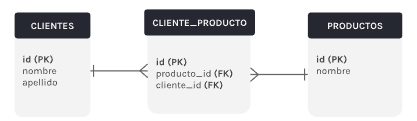 CLIENTES
id (PK)
nombre
apellido
CLIENTE_PRODUCTO
id (PK)
producto_id (FK)
cliente_id (FK)
PRODUCTOS
id (PK)
nombre